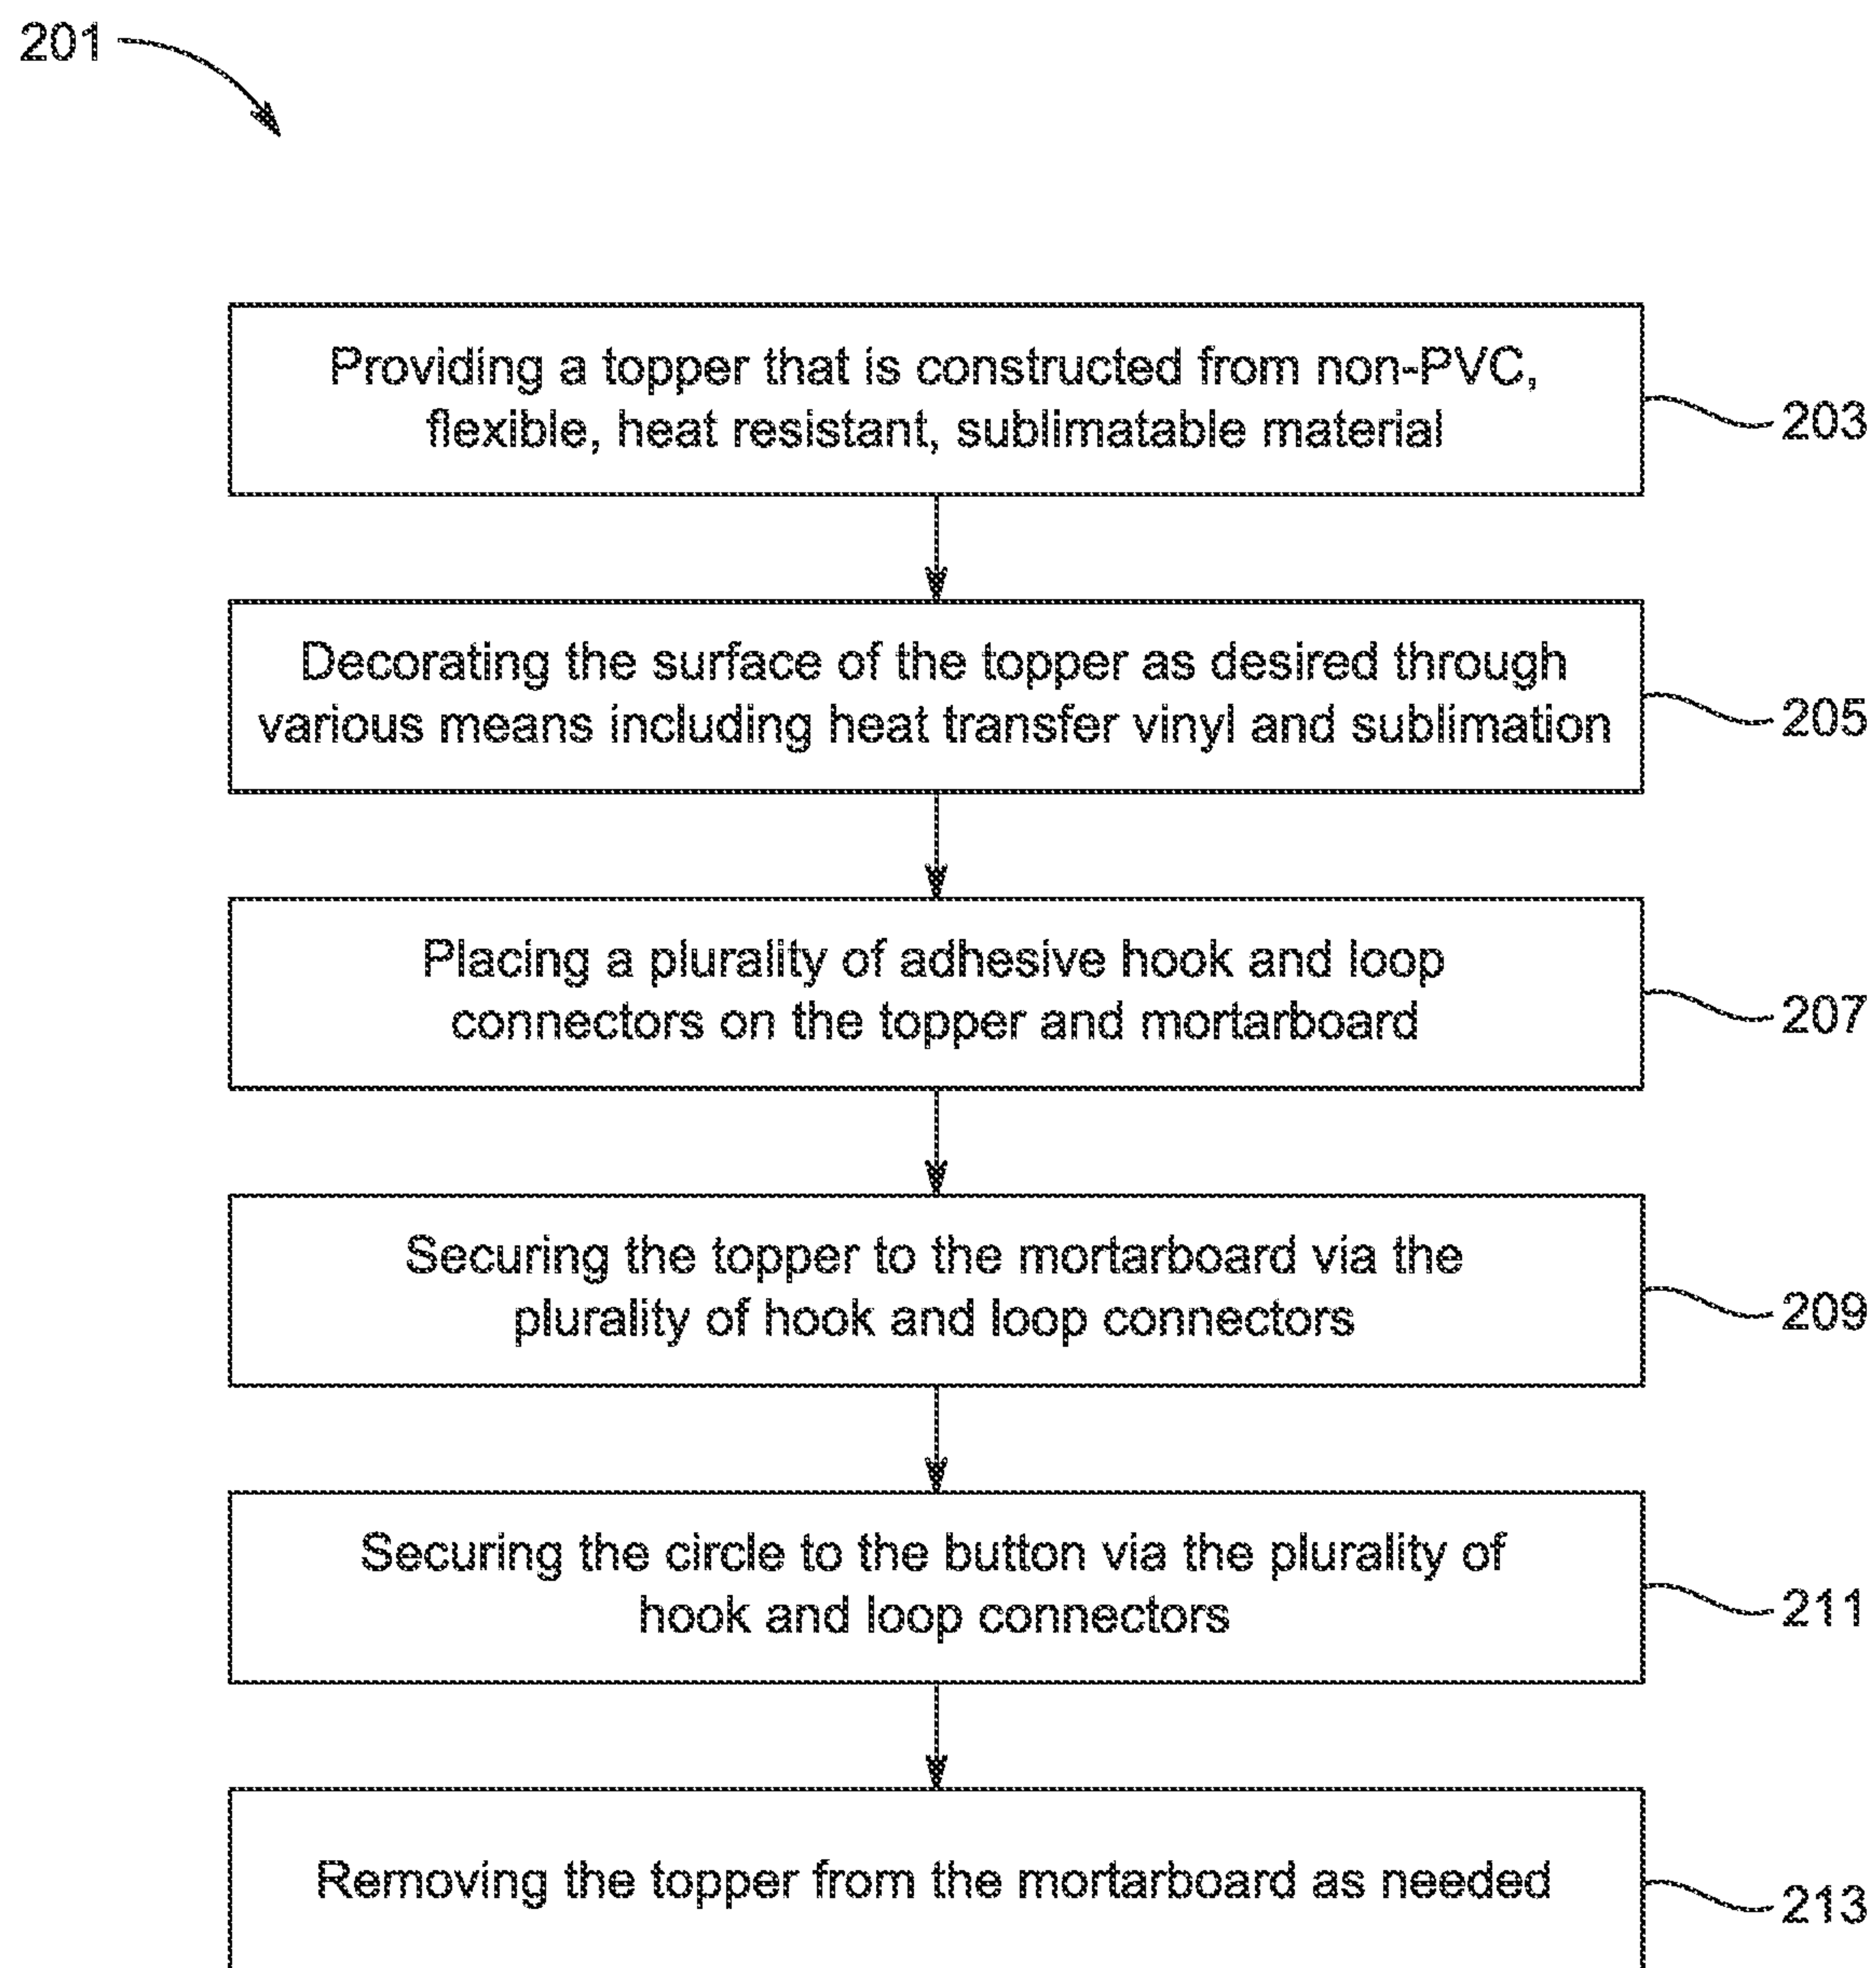 201
Providing a topper that is constructed from non-PVC,
flexible, heat resistant, sublimatable material
203
Decorating the surface of the topper as desired through
various means including heat transfer vinyl and sublimation
205
Placing a plurality of adhesive hook and loop
connectors on the topper and mortarboard
207
Securing the topper to the mortarboard via the
plurality of hook and loop connectors
209
Securing the circle to the button via the plurality of
hook and loop connectors
211
Removing the topper from the mortarboard as needed
213